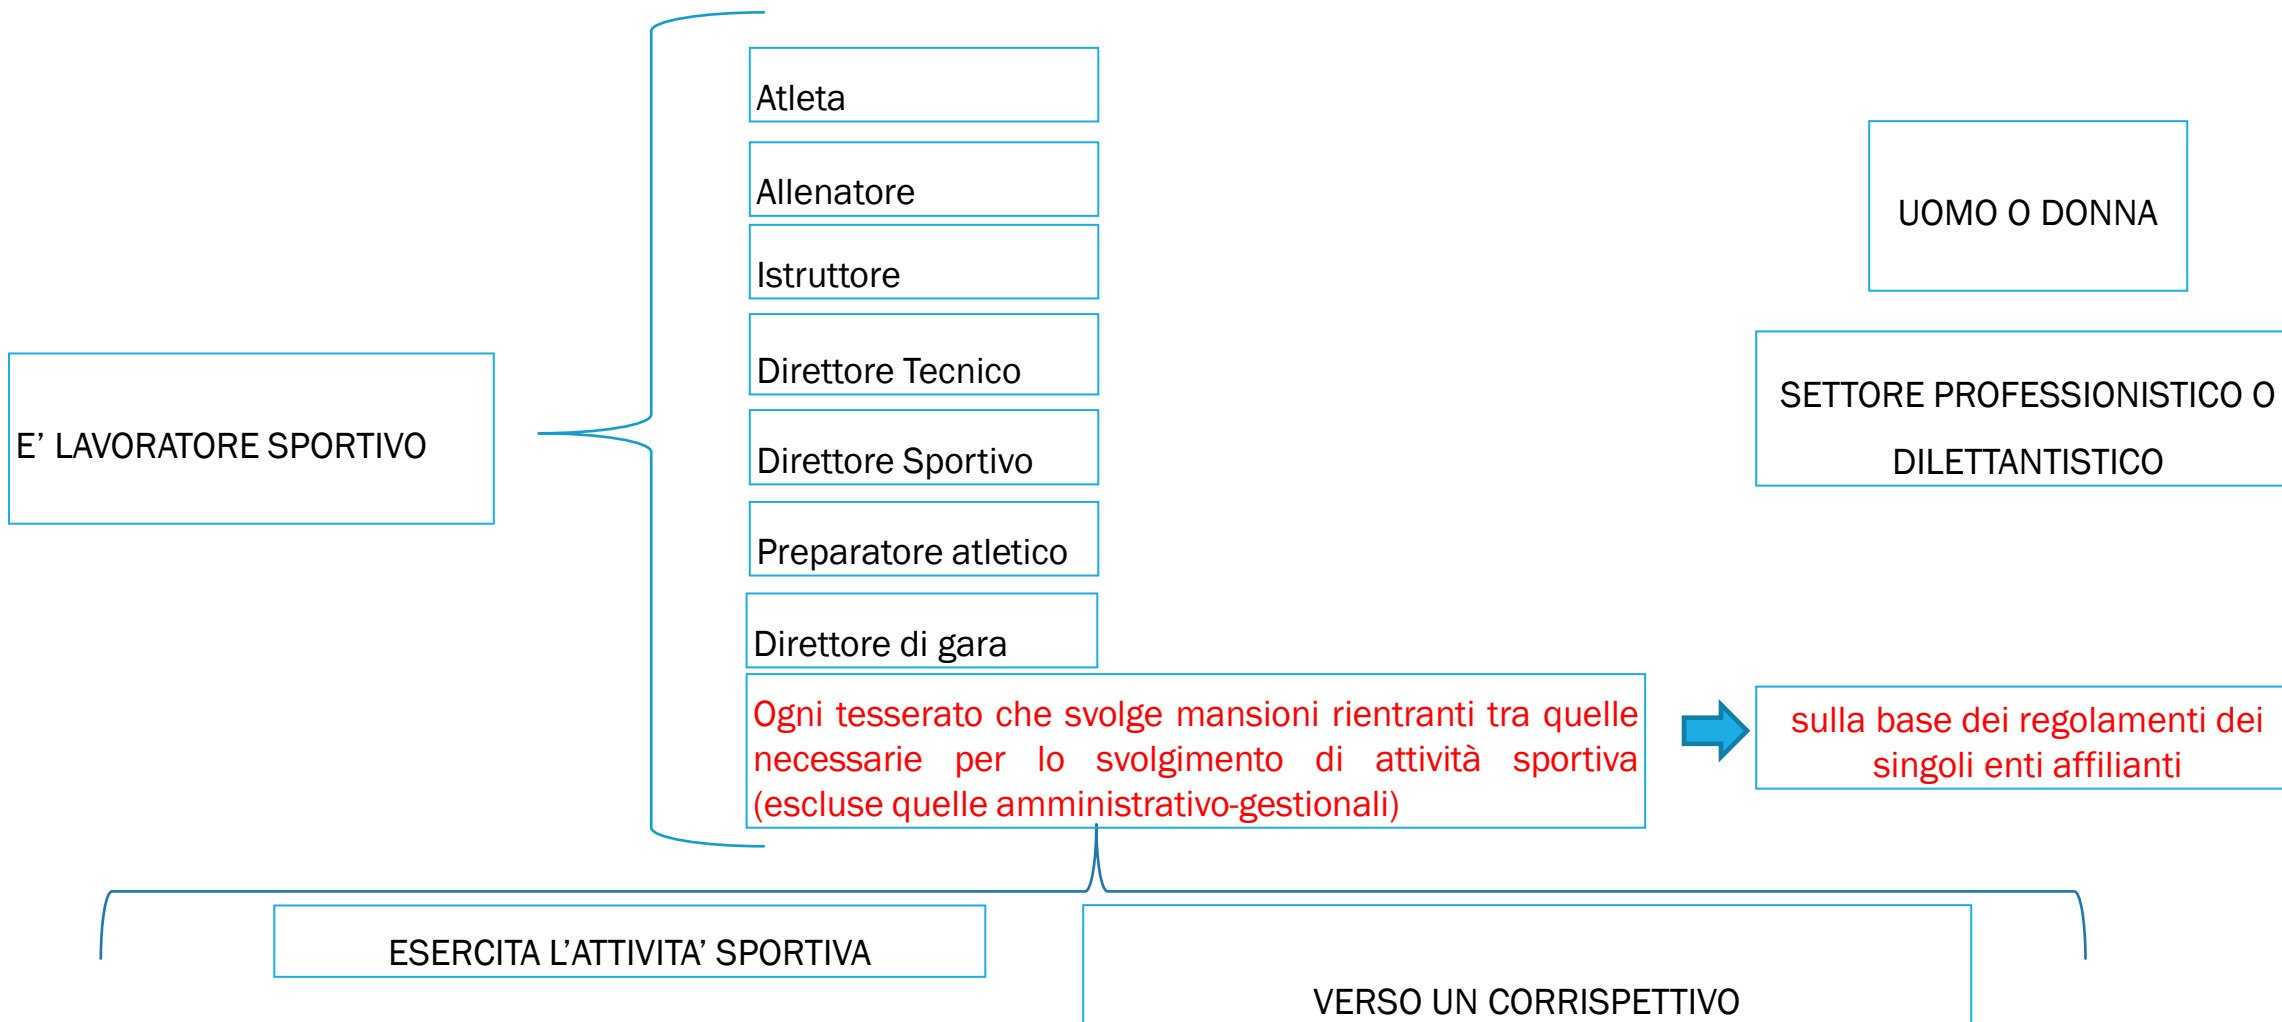 Atleta
Allenatore
Istruttore
Direttore Tecnico
Direttore Sportivo
Preparatore atletico
Direttore di gara
Ogni tesserato che svolge mansioni rientranti tra quelle
necessarie per lo svolgimento di attività sportiva
(escluse quelle amministrativo-gestionali)
E’ LAVORATORE SPORTIVO
UOMO O DONNA
SETTORE PROFESSIONISTICO O
DILETTANTISTICO
sulla base dei regolamenti dei
singoli enti affilianti
ESERCITA L’ATTIVITA’ SPORTIVA
VERSO UN CORRISPETTIVO